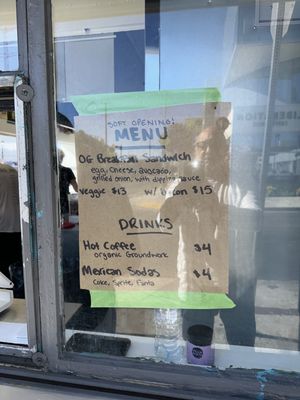 SOFT OPENING:
MENU
OG Breakfast Sandwich
egg, cheese, avocado,
grilled onion, with dipping sauce
Veggie $13 w/ Bacon $15
DRINKS
Hot Coffee $4
organic Groundwork
Mexican Sodas $4
Coke, Sprite, Fanta